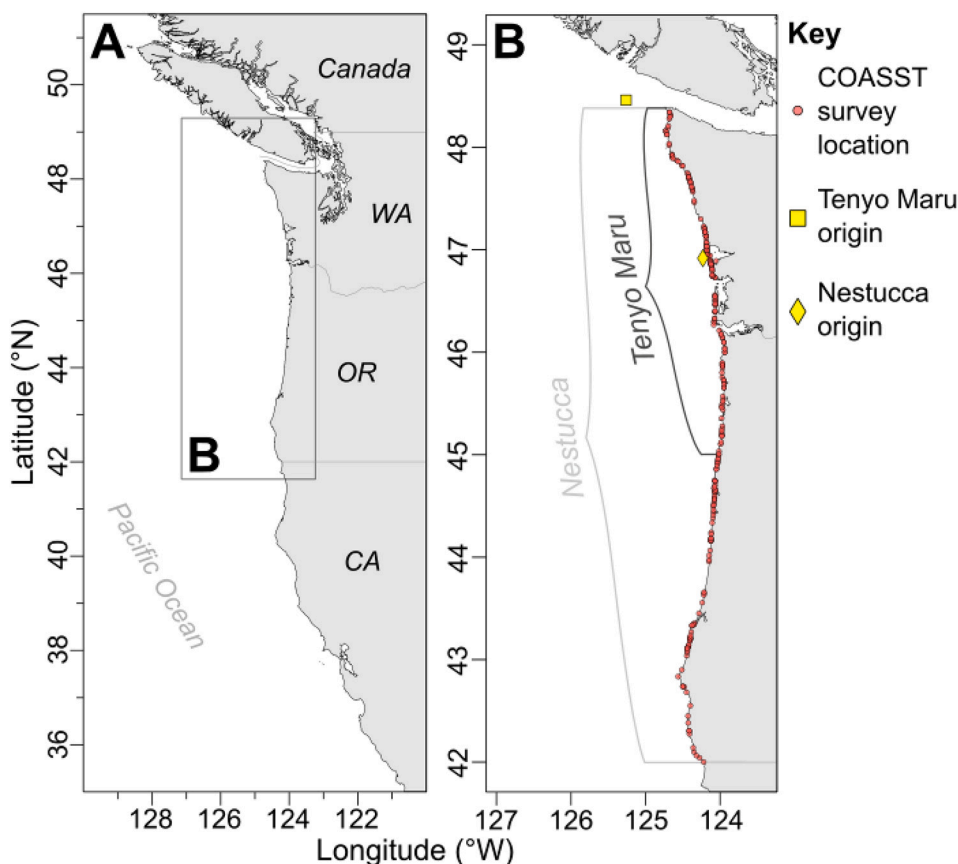 A
Canada
WA
OR
CA
B
Pacific Ocean
50
48
46
44
42
40
38
36
Latitude (°N)
128
126
124
122
B
Tenyo Maru
Nestucca
49
48
47
46
45
44
43
42
127
126
125
124
Longitude (°W)
Key
COASST
survey
location
Tenyo Maru
origin
Nestucca
origin